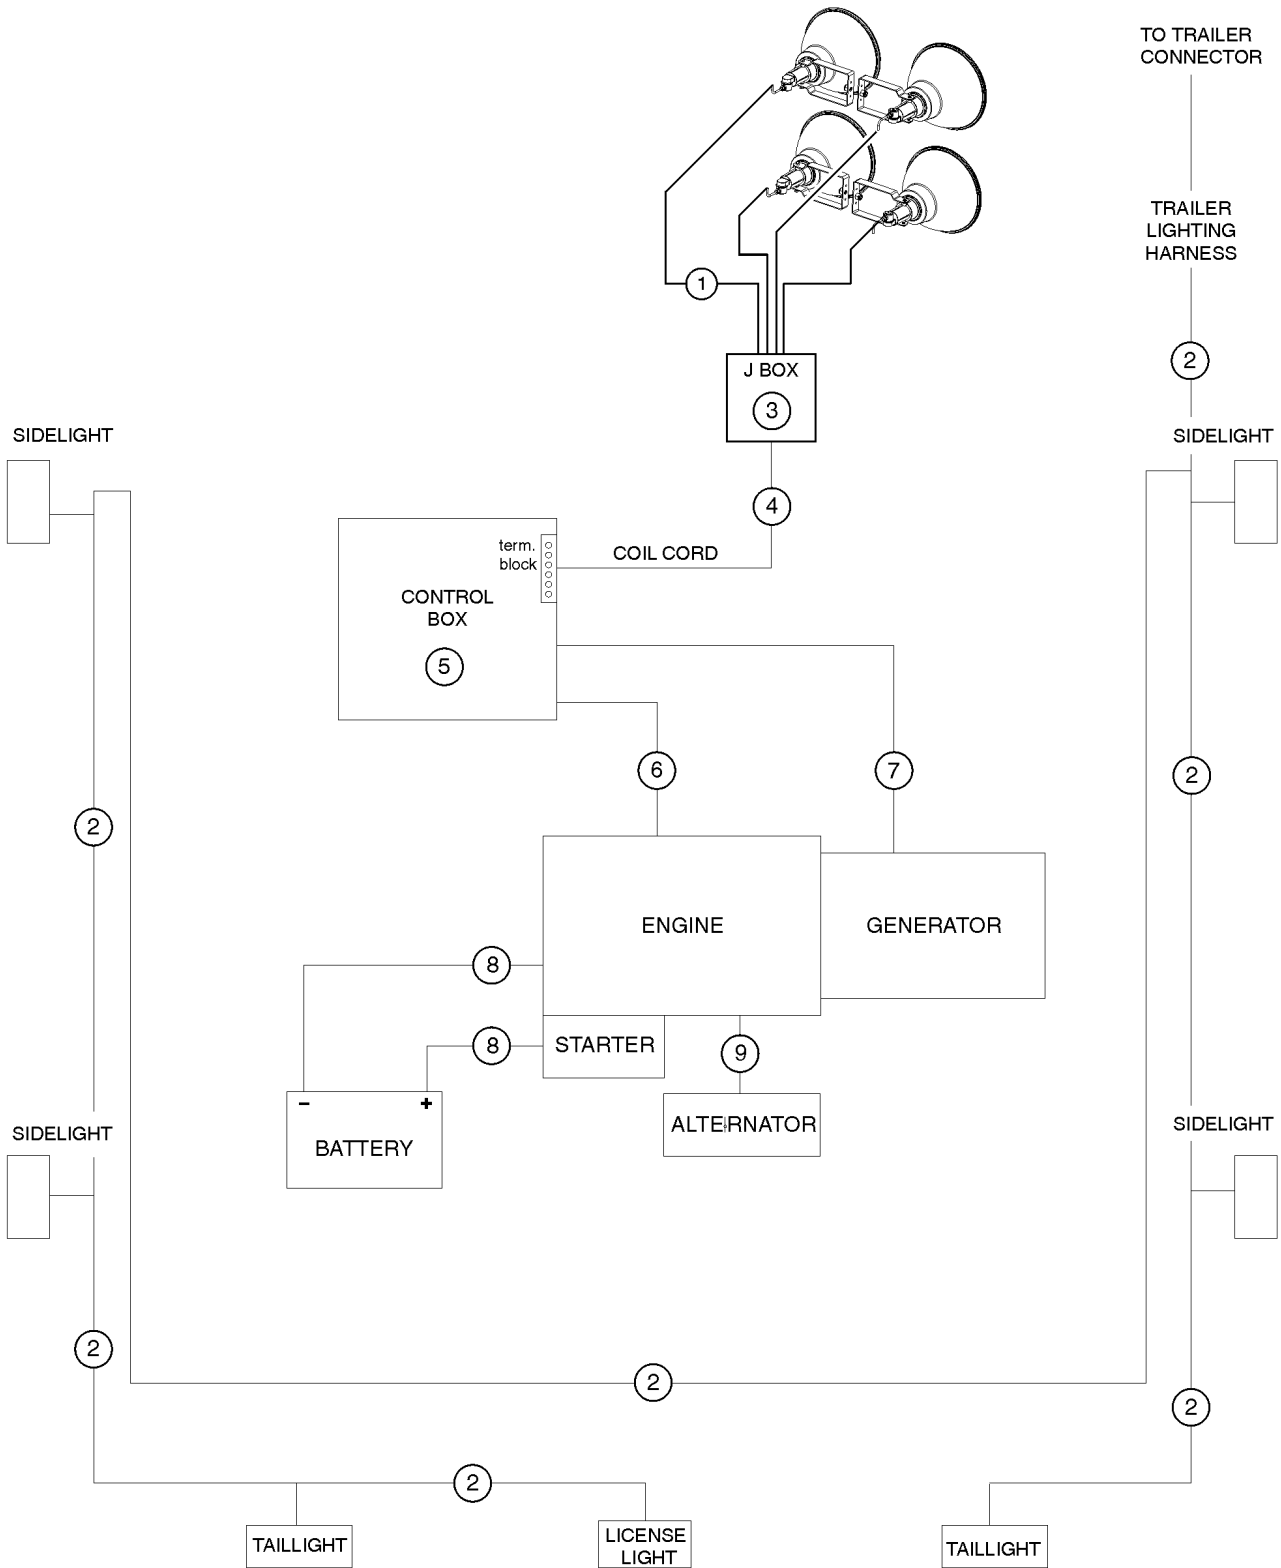 TO TRAILER
CONNECTOR
TRAILER
LIGHTING
HARNESS
1
2
J BOX
3
SIDELIGHT
SIDELIGHT
4
term.
block
COIL CORD
CONTROL
BOX
5
6
7
2
2
ENGINE
GENERATOR
8
8
STARTER
9
- +
BATTERY
ALTERNATOR
SIDELIGHT
SIDELIGHT
2
2
2
2
TAILLIGHT
LICENSE
LIGHT
TAILLIGHT